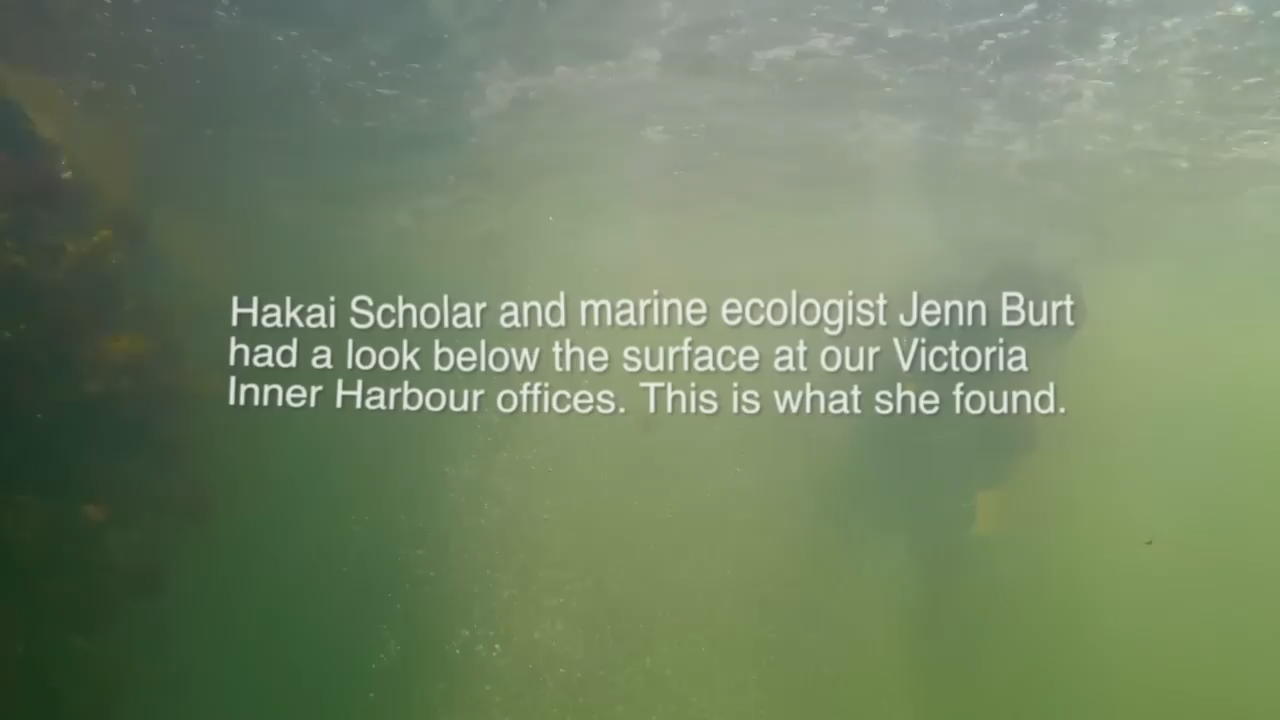 Hakai Scholar and marine ecologist Jenn Burt
had a look below the surface at our Victoria
Inner Harbour offices. This is what she found.